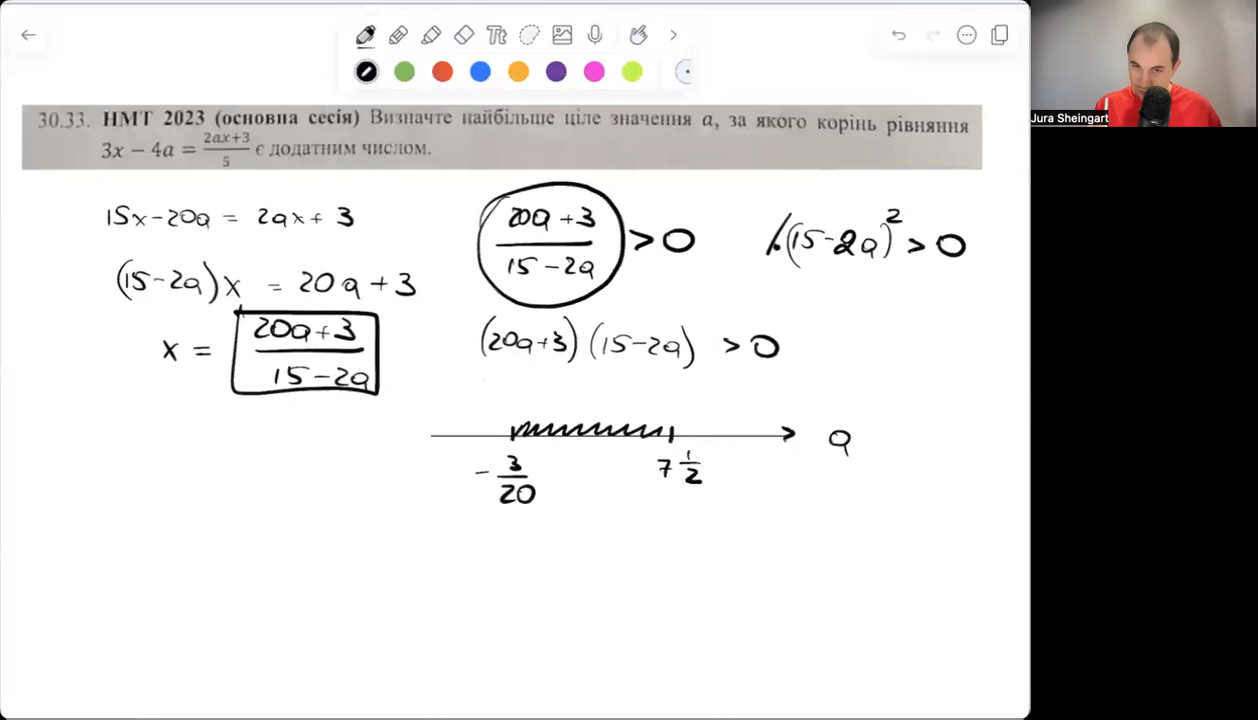 Tt
30.33. НМТ 2023 (основна сесія) Визначте найбільше ціле значення a, за якого корінь рівняння
3x − 4a = (2ax+3)/5 є додатним числом.
Jura Sheingart
15x-20a = 2ax + 3
(15-2a)x = 20a+3
x = (20a+3)/(15-2a)
(20a+3)/(15-2a) > 0
/·(15-2a)² > 0
(20a+3)(15-2a) > 0
-3/20 7 1/2 a